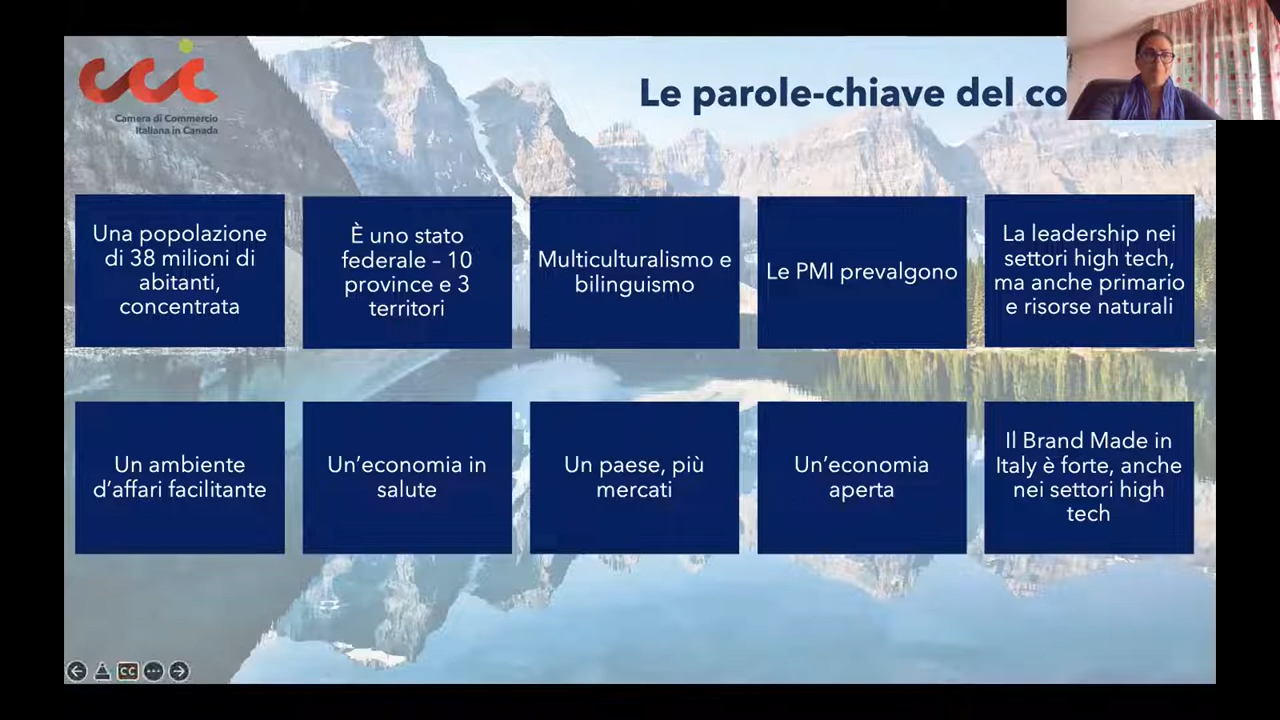 cci
Camera di Commercio
Italiana in Canada
Le parole-chiave del co
Una popolazione
di 38 milioni di
abitanti,
concentrata
È uno stato
federale – 10
province e 3
territori
Multiculturalismo e
bilinguismo
Le PMI prevalgono
La leadership nei
settori high tech,
ma anche primario
e risorse naturali
Un ambiente
d’affari facilitante
Un’economia in
salute
Un paese, più
mercati
Un’economia
aperta
Il Brand Made in
Italy è forte, anche
nei settori high
tech
CC